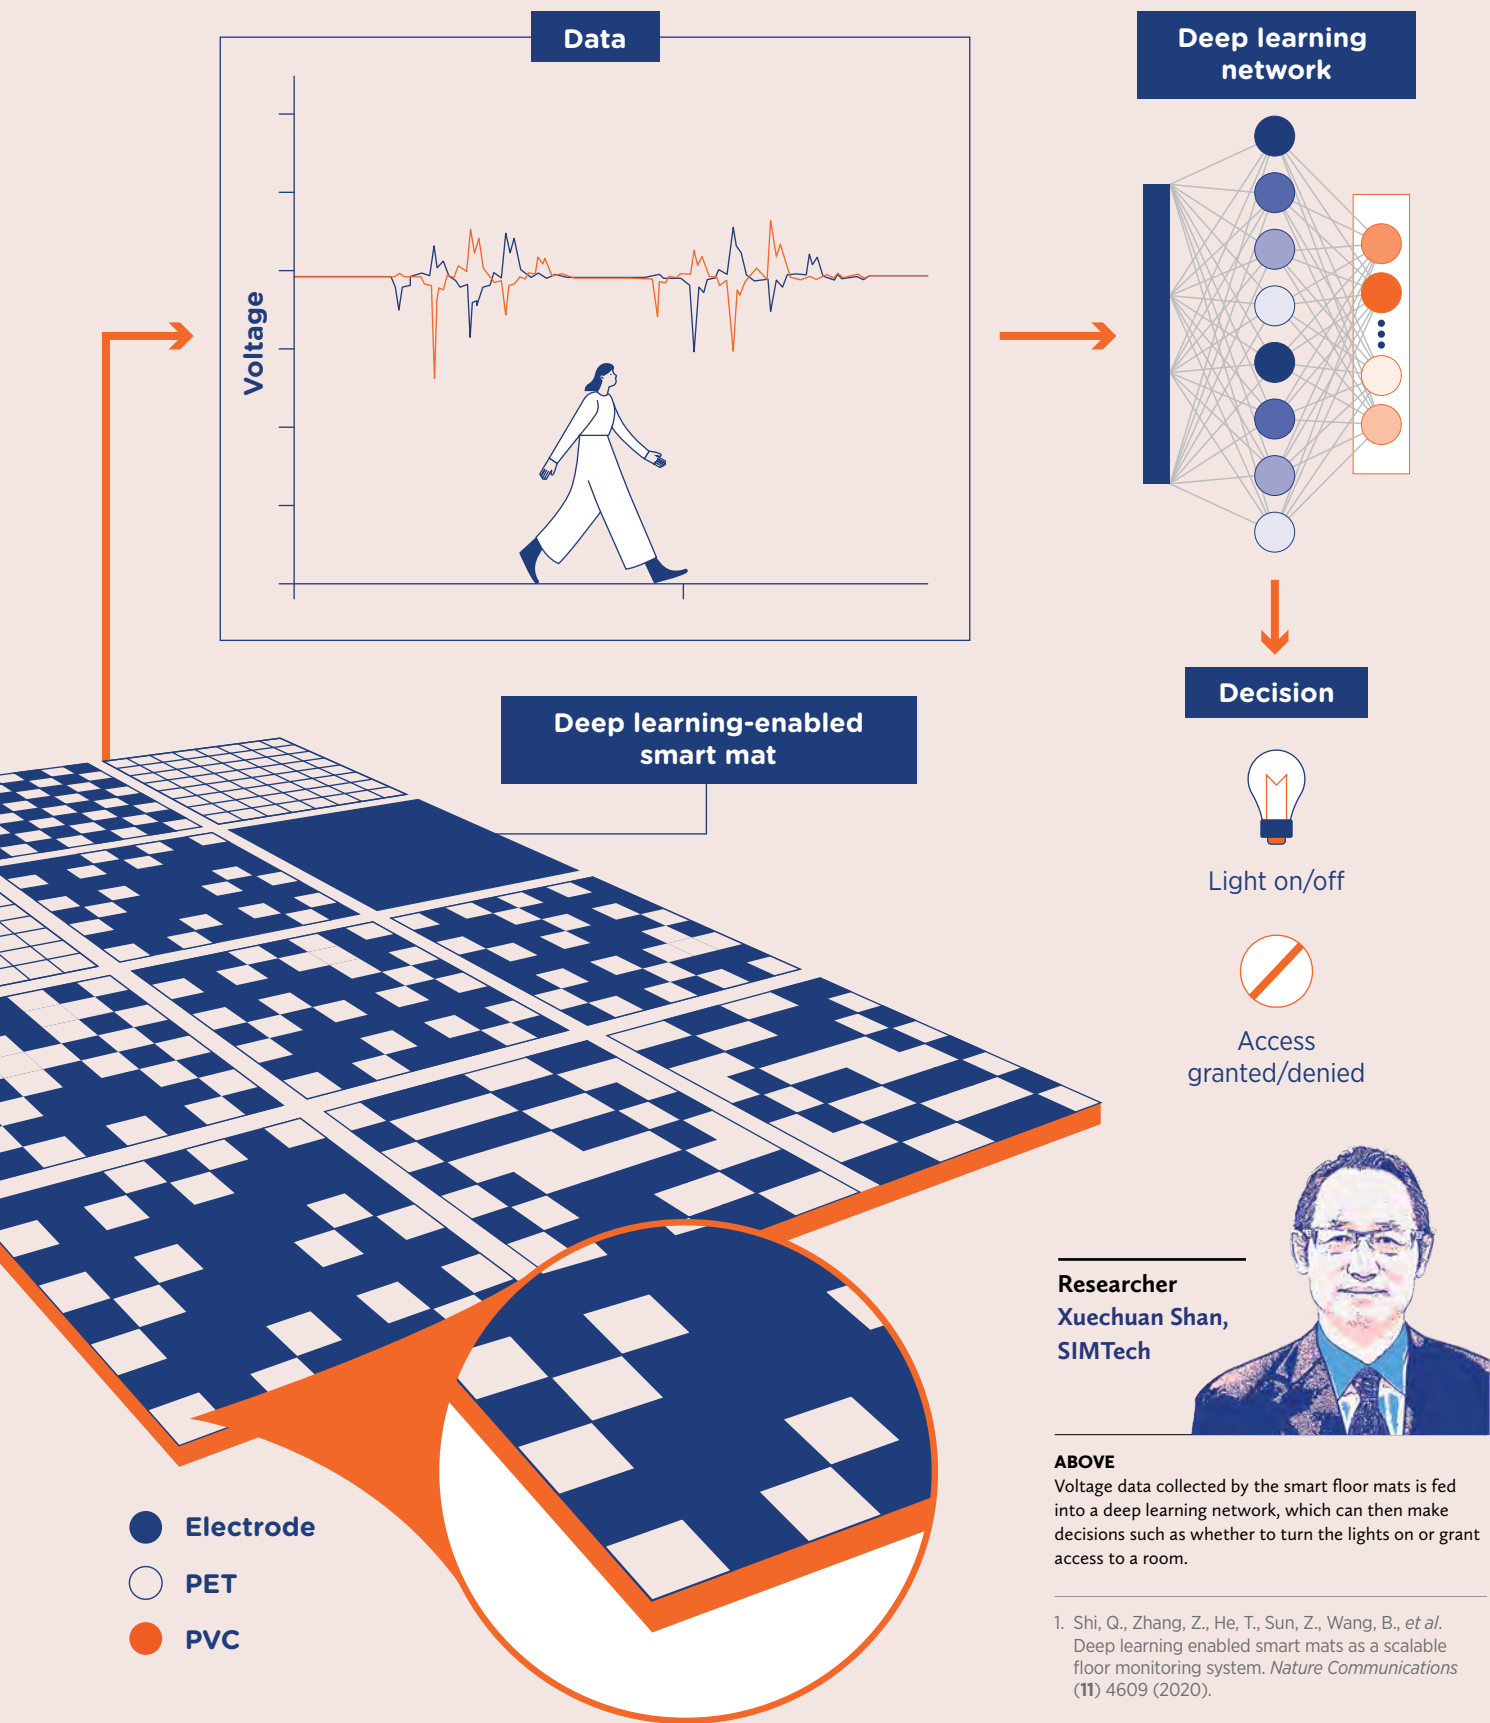 Data
Deep learning
network
Voltage
Deep learning-enabled
smart mat
Decision
Light on/off
Access
granted/denied
Electrode
PET
PVC
Researcher
Xuechuan Shan,
SIMTech
ABOVE
Voltage data collected by the smart floor mats is fed
into a deep learning network, which can then make
decisions such as whether to turn the lights on or grant
access to a room.
1. Shi, Q., Zhang, Z., He, T., Sun, Z., Wang, B., et al.
Deep learning enabled smart mats as a scalable
floor monitoring system. Nature Communications
(11) 4609 (2020).